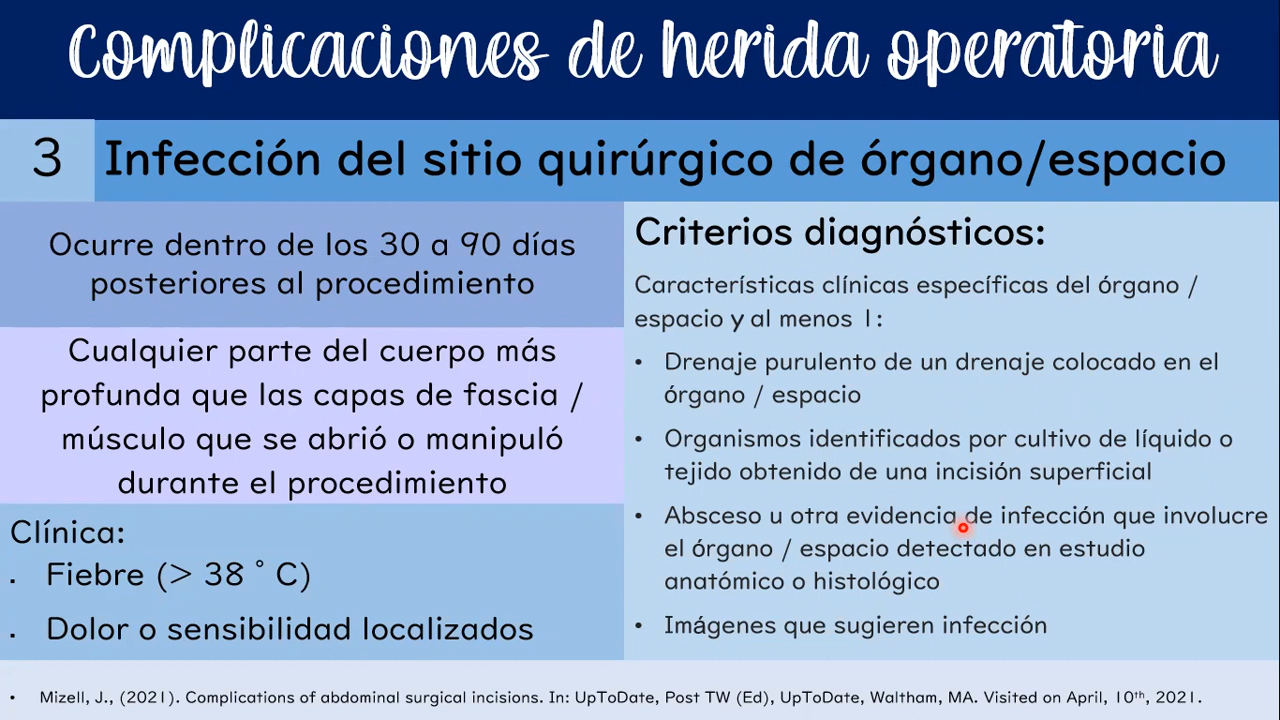 Complicaciones de herida operatoria
3 Infección del sitio quirúrgico de órgano/espacio
Ocurre dentro de los 30 a 90 días
posteriores al procedimiento
Cualquier parte del cuerpo más
profunda que las capas de fascia /
músculo que se abrió o manipuló
durante el procedimiento
Clínica:
. Fiebre (> 38 ° C)
. Dolor o sensibilidad localizados
Criterios diagnósticos:
Características clínicas específicas del órgano /
espacio y al menos 1:
• Drenaje purulento de un drenaje colocado en el
órgano / espacio
• Organismos identificados por cultivo de líquido o
tejido obtenido de una incisión superficial
• Absceso u otra evidencia de infección que involucre
el órgano / espacio detectado en estudio
anatómico o histológico
• Imágenes que sugieren infección
• Mizell, J., (2021). Complications of abdominal surgical incisions. In: UpToDate, Post TW (Ed), UpToDate, Waltham, MA. Visited on April, 10th, 2021.